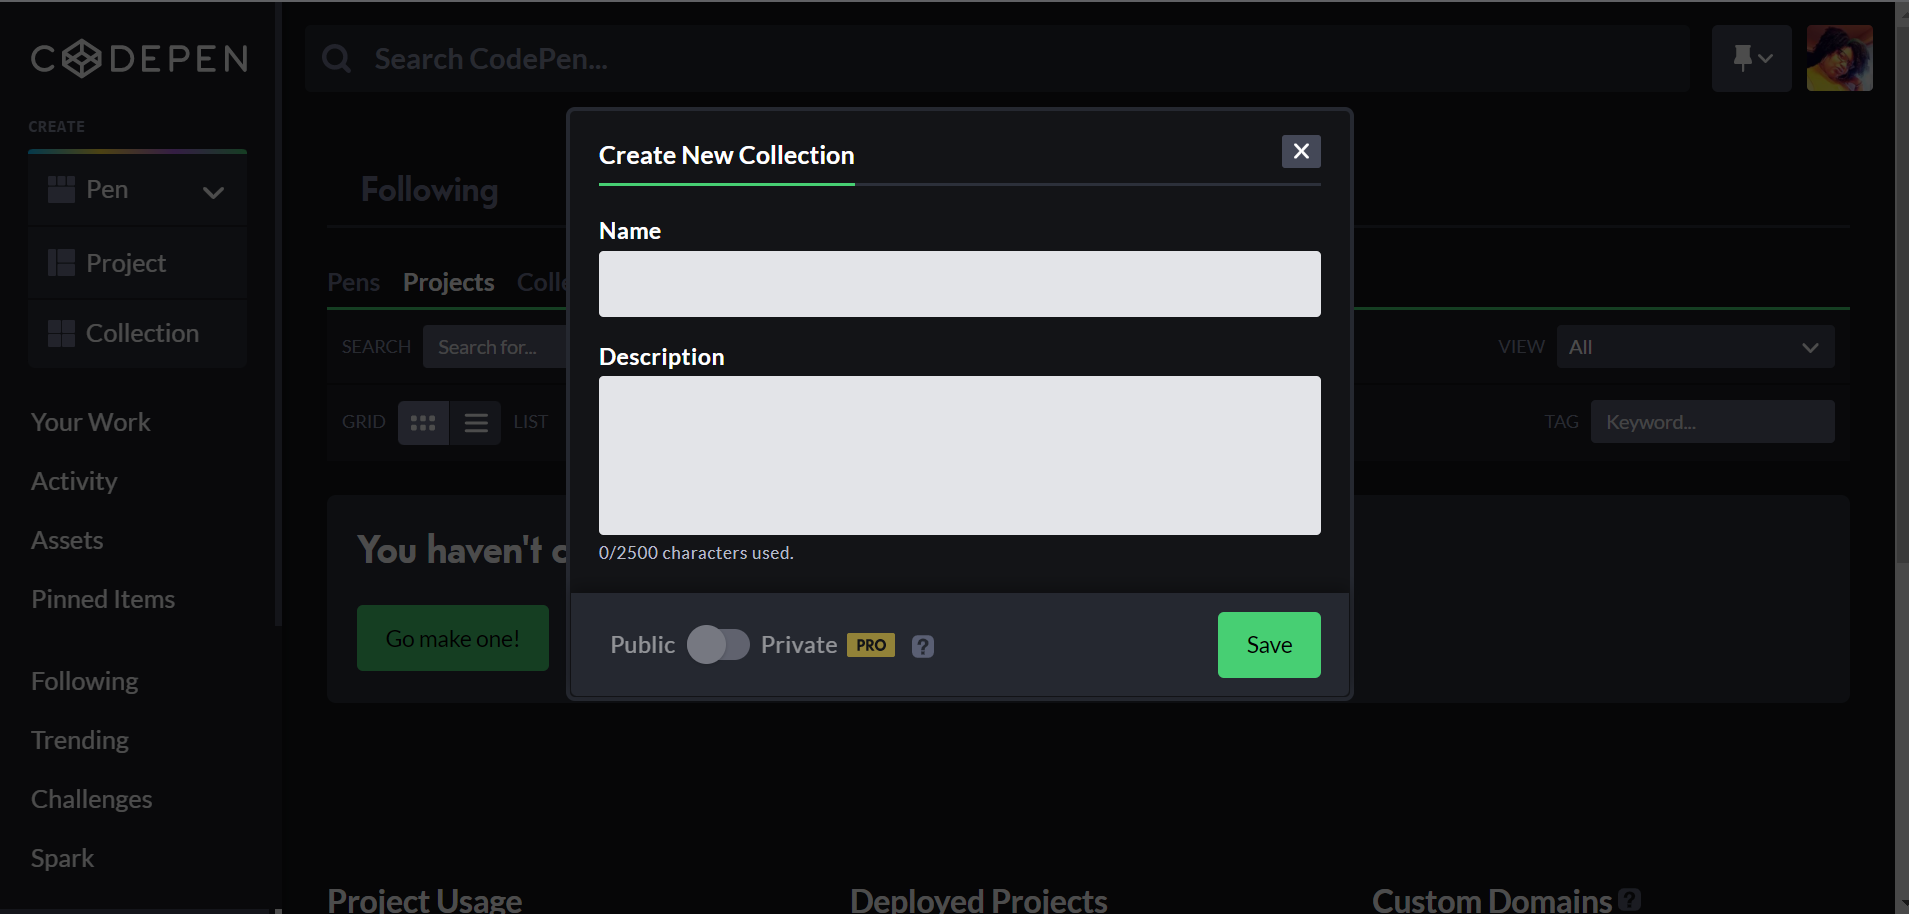 CODEPEN
Search CodePen...
CREATE
Pen
Project
Collection
Your Work
Activity
Assets
Pinned Items
Following
Trending
Challenges
Spark
Following
Pens Projects Colle
SEARCH Search for...
VIEW All
GRID LIST
TAG Keyword...
You haven't c
Go make one!
Create New Collection
Name
Description
0/2500 characters used.
Public Private PRO ?
Save
Project Usage
Deployed Projects
Custom Domains ?